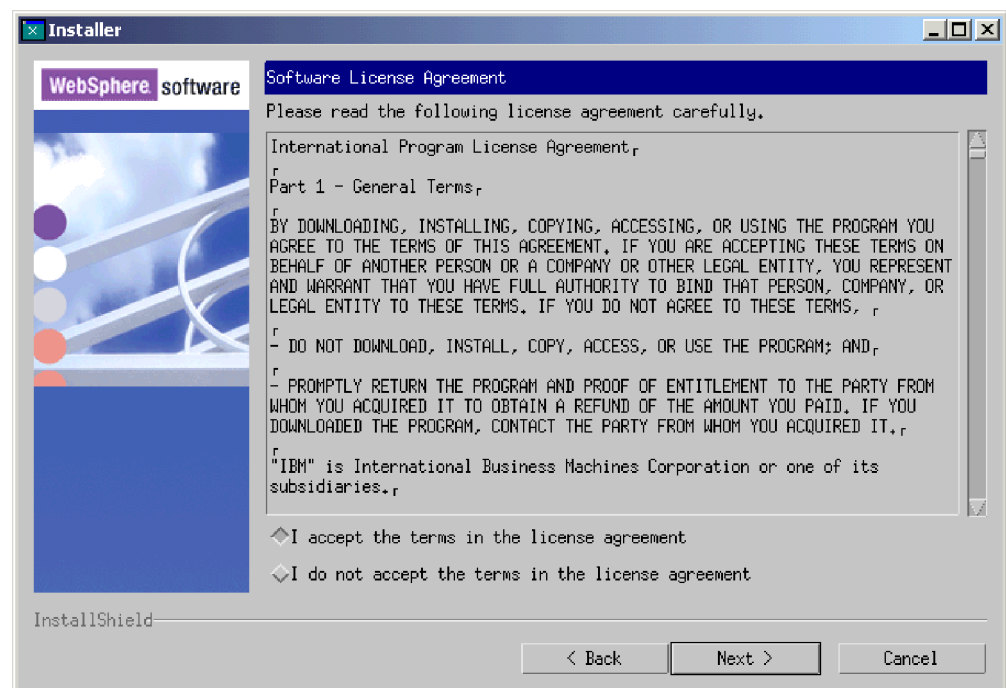 Installer
WebSphere software
Software License Agreement
Please read the following license agreement carefully.
International Program License Agreement
Part 1 - General Terms
BY DOWNLOADING, INSTALLING, COPYING, ACCESSING, OR USING THE PROGRAM YOU
AGREE TO THE TERMS OF THIS AGREEMENT. IF YOU ARE ACCEPTING THESE TERMS ON
BEHALF OF ANOTHER PERSON OR A COMPANY OR OTHER LEGAL ENTITY, YOU REPRESENT
AND WARRANT THAT YOU HAVE FULL AUTHORITY TO BIND THAT PERSON, COMPANY, OR
LEGAL ENTITY TO THESE TERMS. IF YOU DO NOT AGREE TO THESE TERMS,
- DO NOT DOWNLOAD, INSTALL, COPY, ACCESS, OR USE THE PROGRAM; AND
- PROMPTLY RETURN THE PROGRAM AND PROOF OF ENTITLEMENT TO THE PARTY FROM
WHOM YOU ACQUIRED IT TO OBTAIN A REFUND OF THE AMOUNT YOU PAID. IF YOU
DOWNLOADED THE PROGRAM, CONTACT THE PARTY FROM WHOM YOU ACQUIRED IT.
"IBM" is International Business Machines Corporation or one of its
subsidiaries.
I accept the terms in the license agreement
I do not accept the terms in the license agreement
InstallShield
< Back
Next >
Cancel